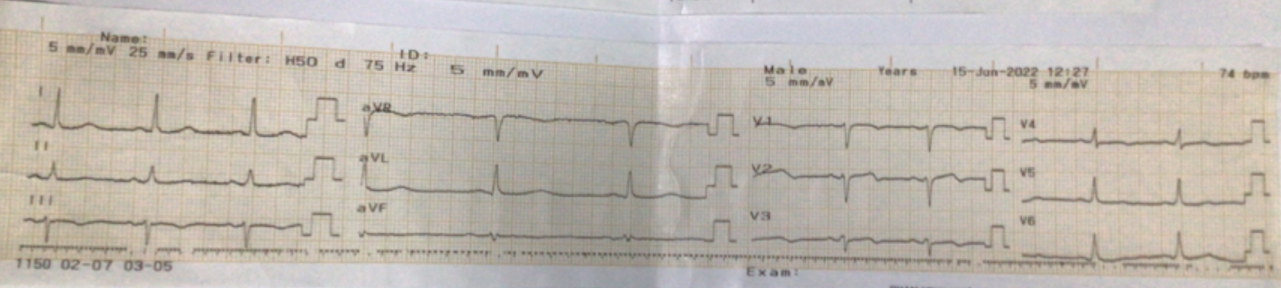 Name:
ID:
5 mm/mV 25 mm/s Filter: H50 d 75 Hz 5 mm/mV
Male Years 15-Jun-2022 12:27 74 bpm
5 mm/mV 5 mm/mV
I aVR V1 V4
II aVL V2 V5
III aVF V3 V6
1150 02-07 03-05
Exam: